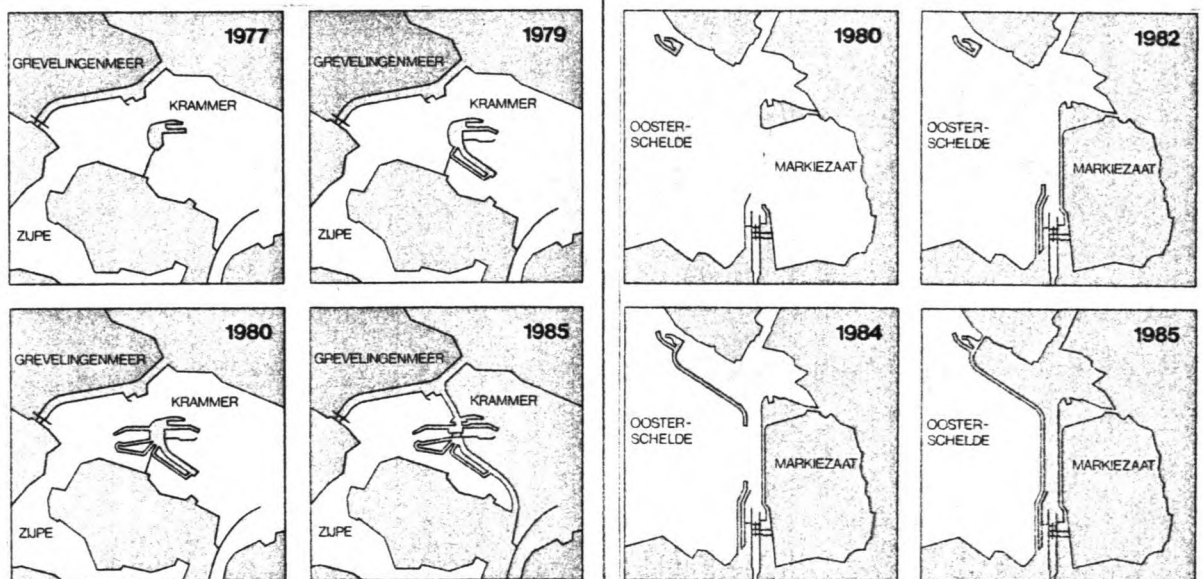 1977
GREVELINGENMEER
KRAMMER
ZIJPE
1979
GREVELINGENMEER
KRAMMER
ZIJPE
1980
GREVELINGENMEER
KRAMMER
ZIJPE
1985
GREVELINGENMEER
KRAMMER
ZIJPE
1980
OOSTER-
SCHELDE
MARKIEZAAT
1982
OOSTER-
SCHELDE
MARKIEZAAT
1984
OOSTER-
SCHELDE
MARKIEZAAT
1985
OOSTER-
SCHELDE
MARKIEZAAT